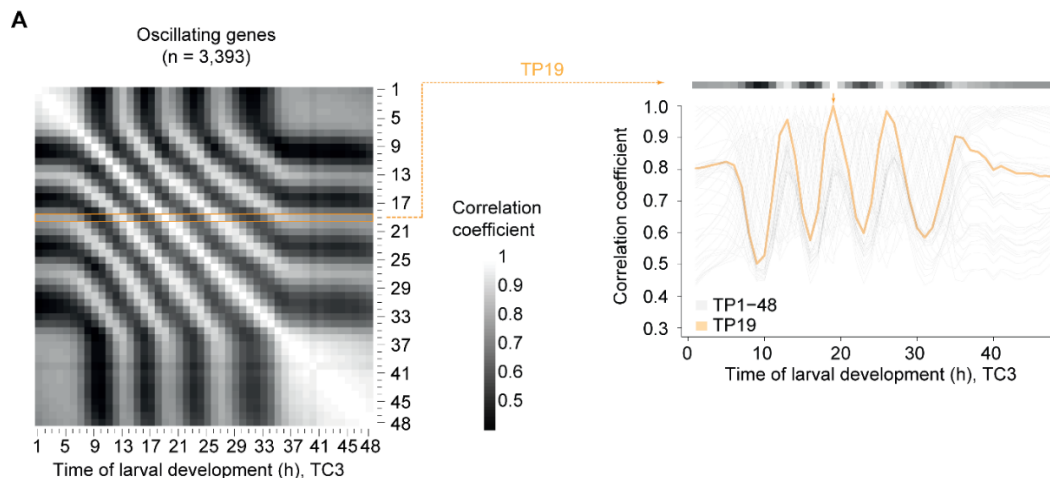 A
Oscillating genes
(n = 3,393)
TP19
1
5
9
13
17
21
25
29
33
37
41
45
48
1 5 9 13 17 21 25 29 33 37 41 45 48
Time of larval development (h), TC3
Correlation
coefficient
1
0.9
0.8
0.7
0.6
0.5
Correlation coefficient
1.0
0.9
0.8
0.7
0.6
0.5
0.4
0.3
TP1–48
TP19
0 10 20 30 40
Time of larval development (h), TC3